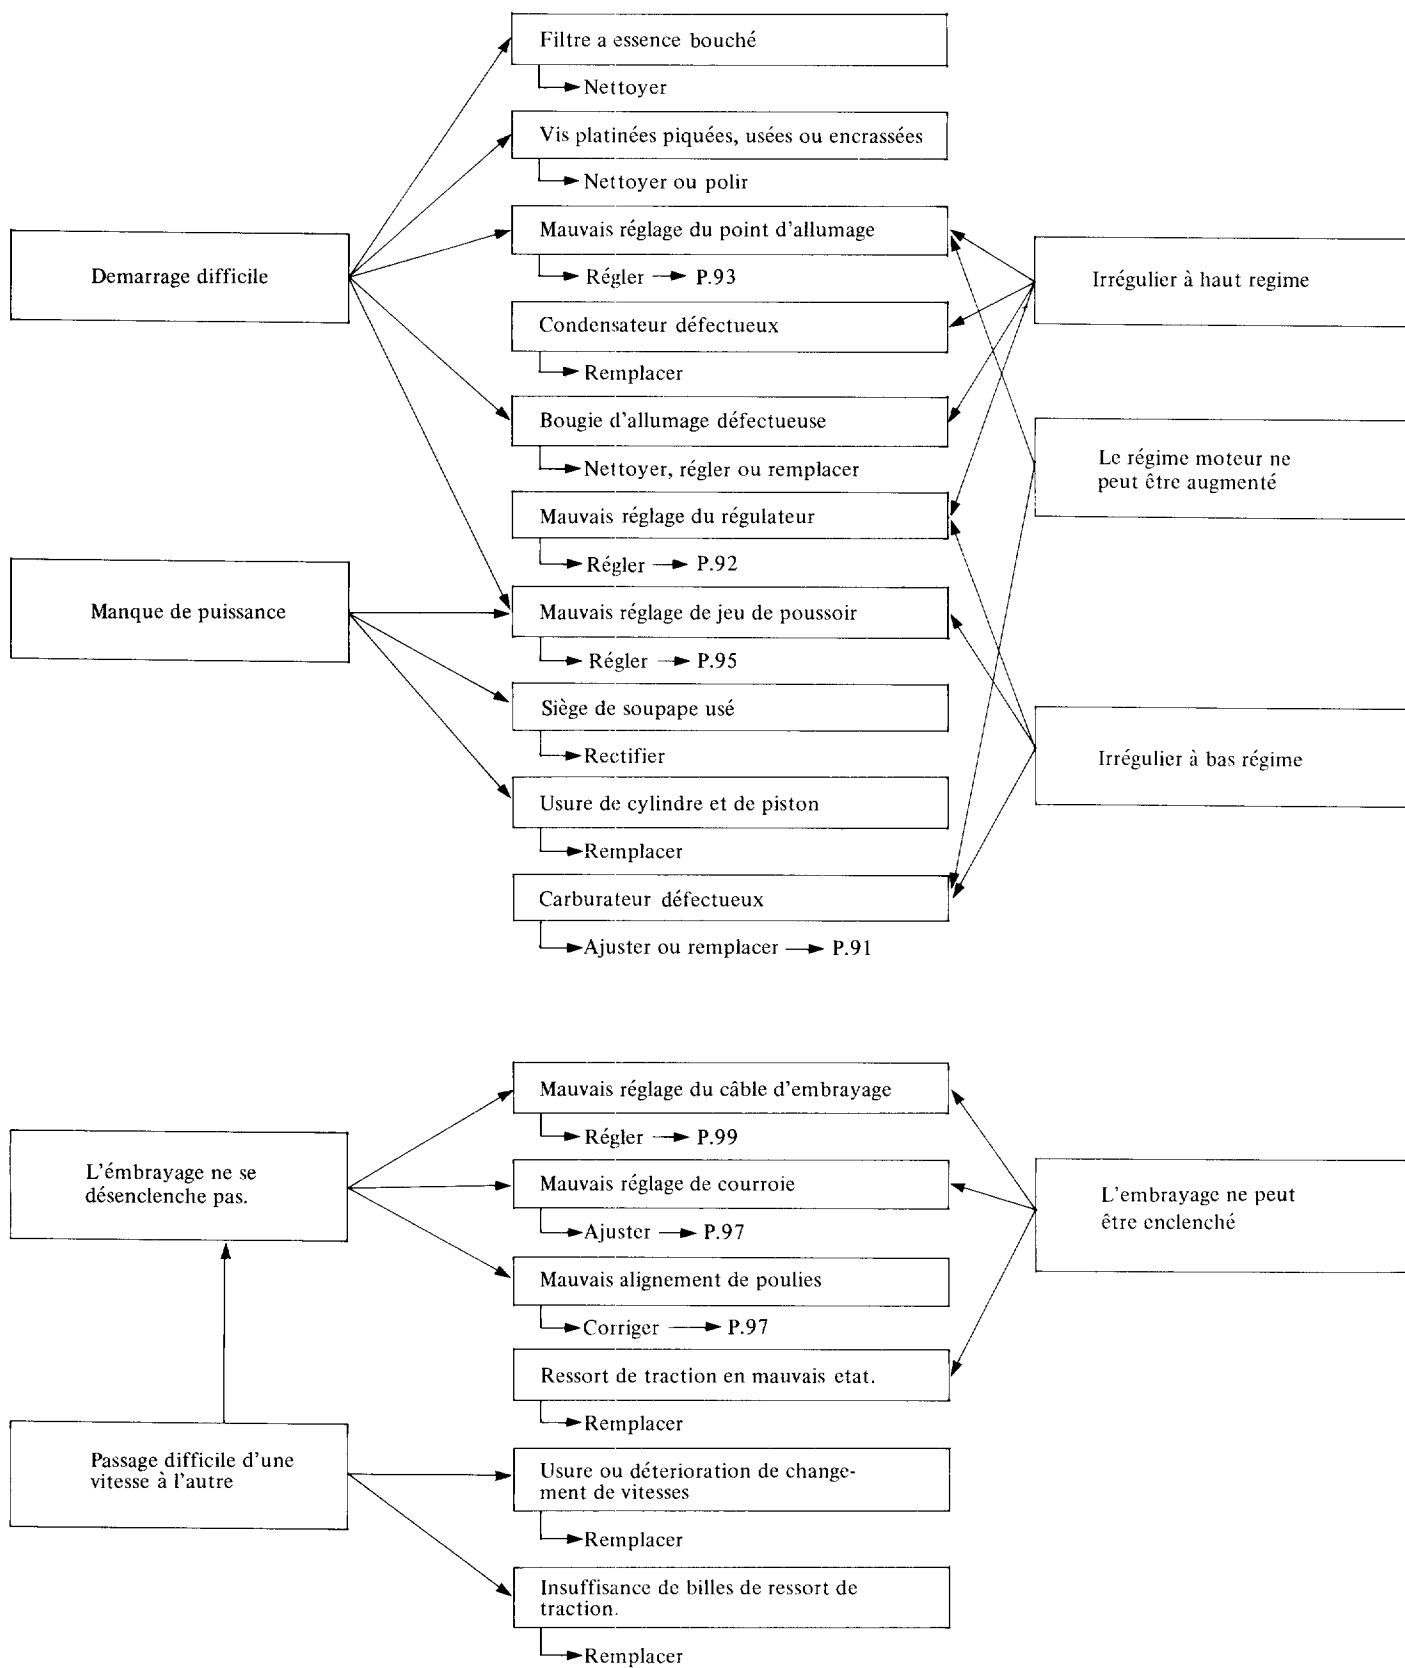 Filtre a essence bouché
Nettoyer
Vis platinées piquées, usées ou encrassées
Nettoyer ou polir
Mauvais réglage du point d'allumage
Régler → P.93
Demarrage difficile
Irrégulier à haut regime
Condensateur défectueux
Remplacer
Bougie d'allumage défectueuse
Nettoyer, régler ou remplacer
Le régime moteur ne
peut être augmenté
Mauvais réglage du régulateur
Régler → P.92
Manque de puissance
Mauvais réglage de jeu de poussoir
Régler → P.95
Siège de soupape usé
Rectifier
Irrégulier à bas régime
Usure de cylindre et de piston
Remplacer
Carburateur défectueux
Ajuster ou remplacer → P.91
Mauvais réglage du câble d'embrayage
Régler → P.99
L'émbrayage ne se
désenclenche pas.
Mauvais réglage de courroie
Ajuster → P.97
L'embrayage ne peut
être enclenché
Mauvais alignement de poulies
Corriger → P.97
Ressort de traction en mauvais etat.
Remplacer
Passage difficile d'une
vitesse à l'autre
Usure ou déterioration de change-
ment de vitesses
Remplacer
Insuffisance de billes de ressort de
traction.
Remplacer